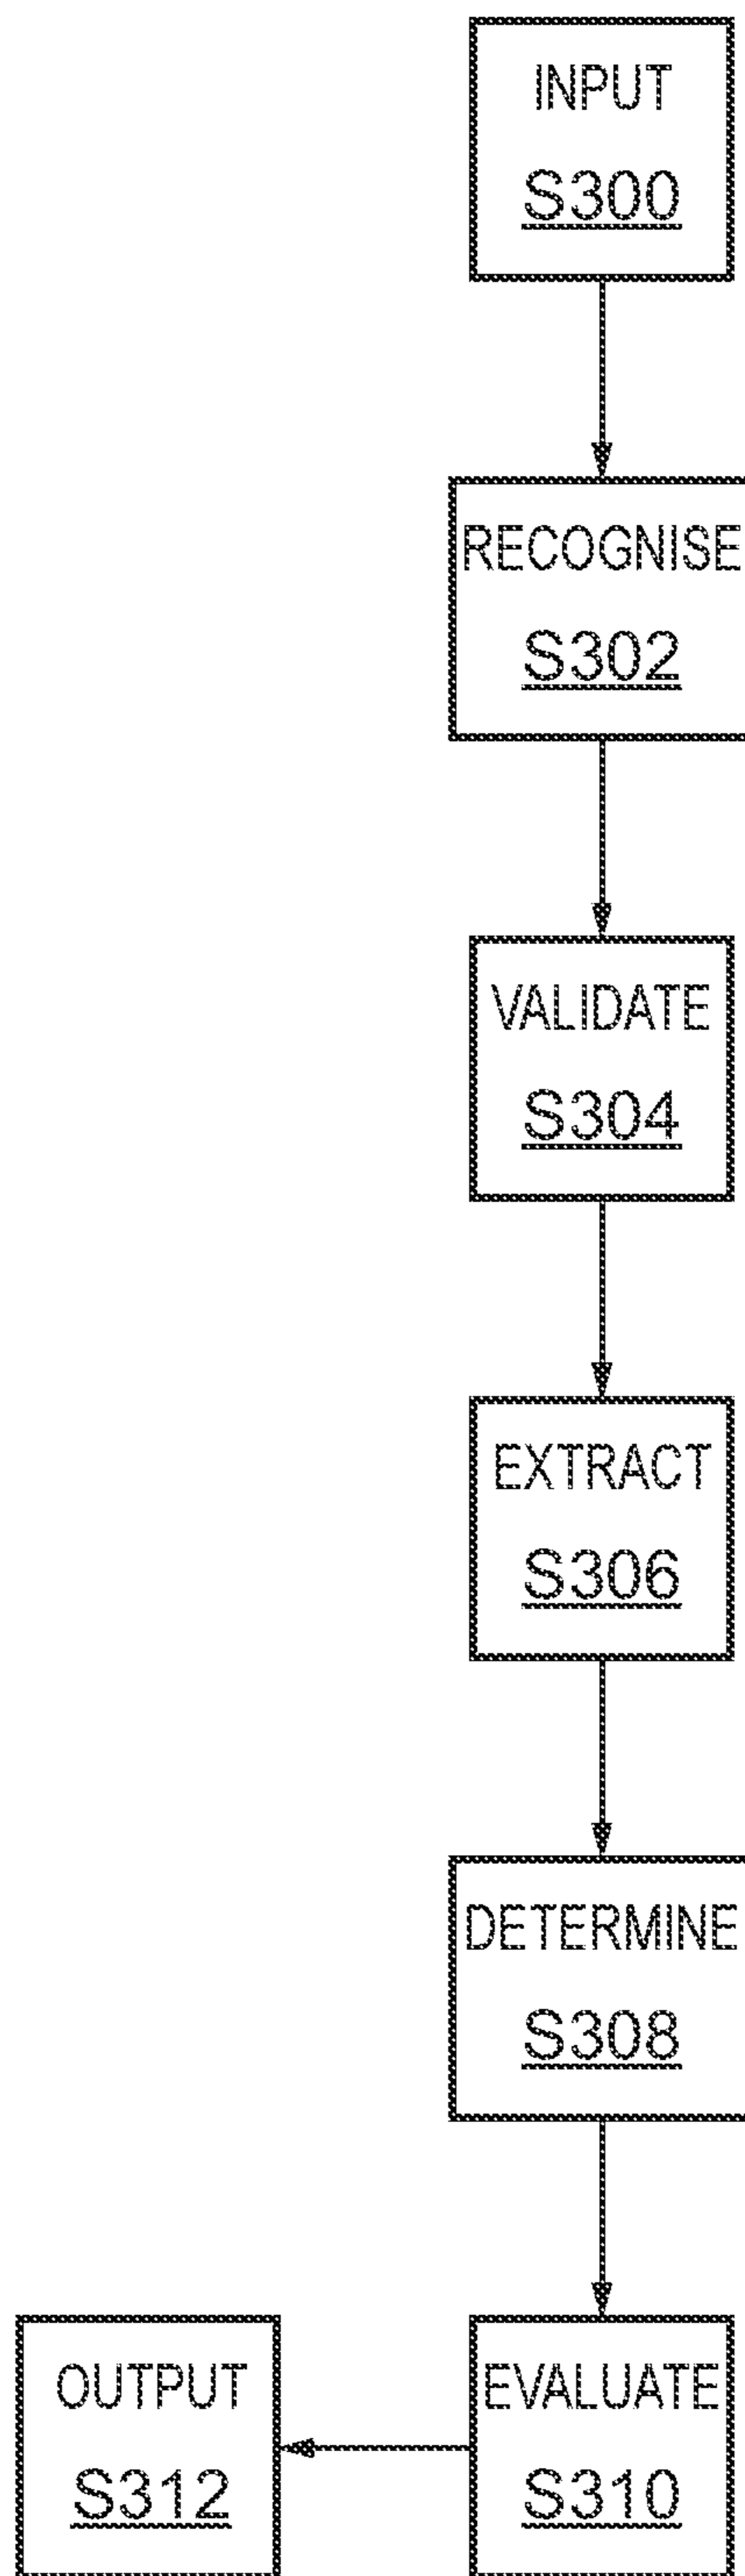 INPUT
S300
RECOGNISE
S302
VALIDATE
S304
EXTRACT
S306
DETERMINE
S308
EVALUATE
S310
OUTPUT
S312